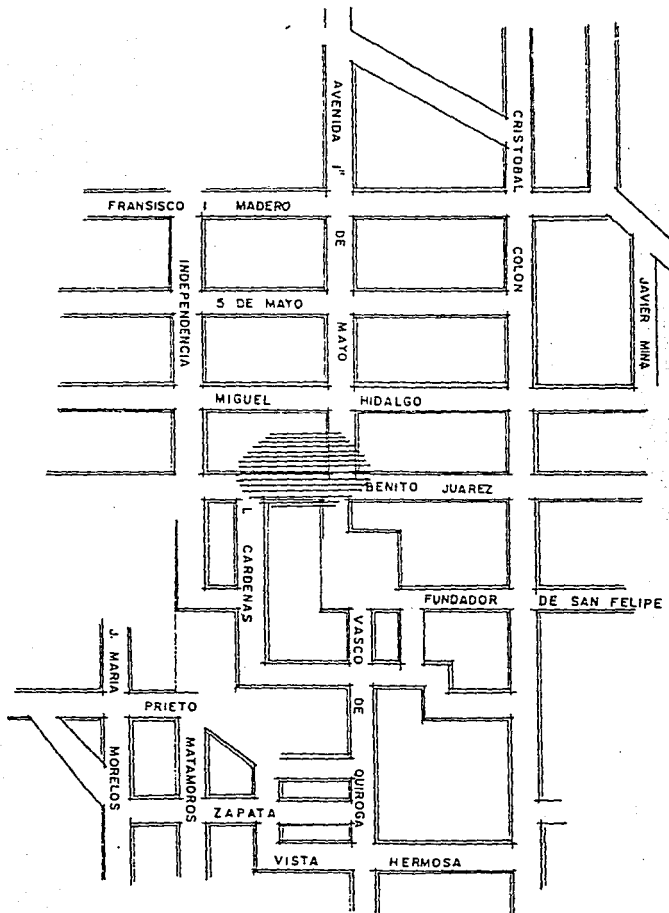 AVENIDA 1º DE MAYO
CRISTOBAL COLON
FRANSISCO MADERO
INDEPENDENCIA
5 DE MAYO
JAVIER MINA
MIGUEL HIDALGO
BENITO JUAREZ
L CARDENAS
FUNDADOR DE SAN FELIPE
VASCO DE QUIROGA
J. MARIA MORELOS
PRIETO
MATAMOROS
ZAPATA
VISTA HERMOSA